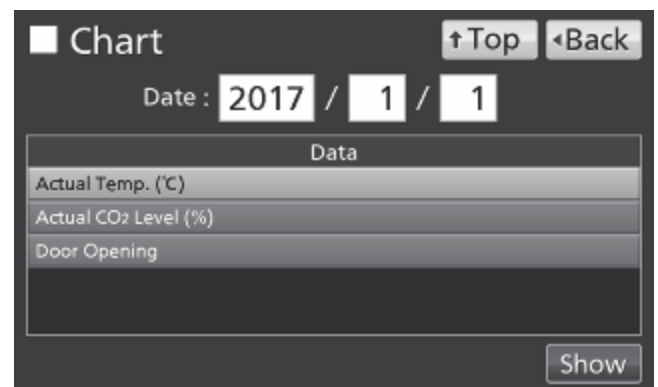 Chart ↑Top ◂Back
Date : 2017 / 1 / 1
Data
Actual Temp. (℃)
Actual CO₂ Level (%)
Door Opening
Show